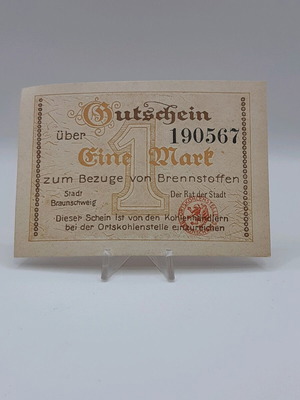 Gutschein
über 190567
1
Eine Mark
zum Bezuge von Brennstoffen
Stadt Der Rat der Stadt
Braunschweig
Dieser Schein ist von den Kohlenhändlern
bei der Ortskohlenstelle einzureichen